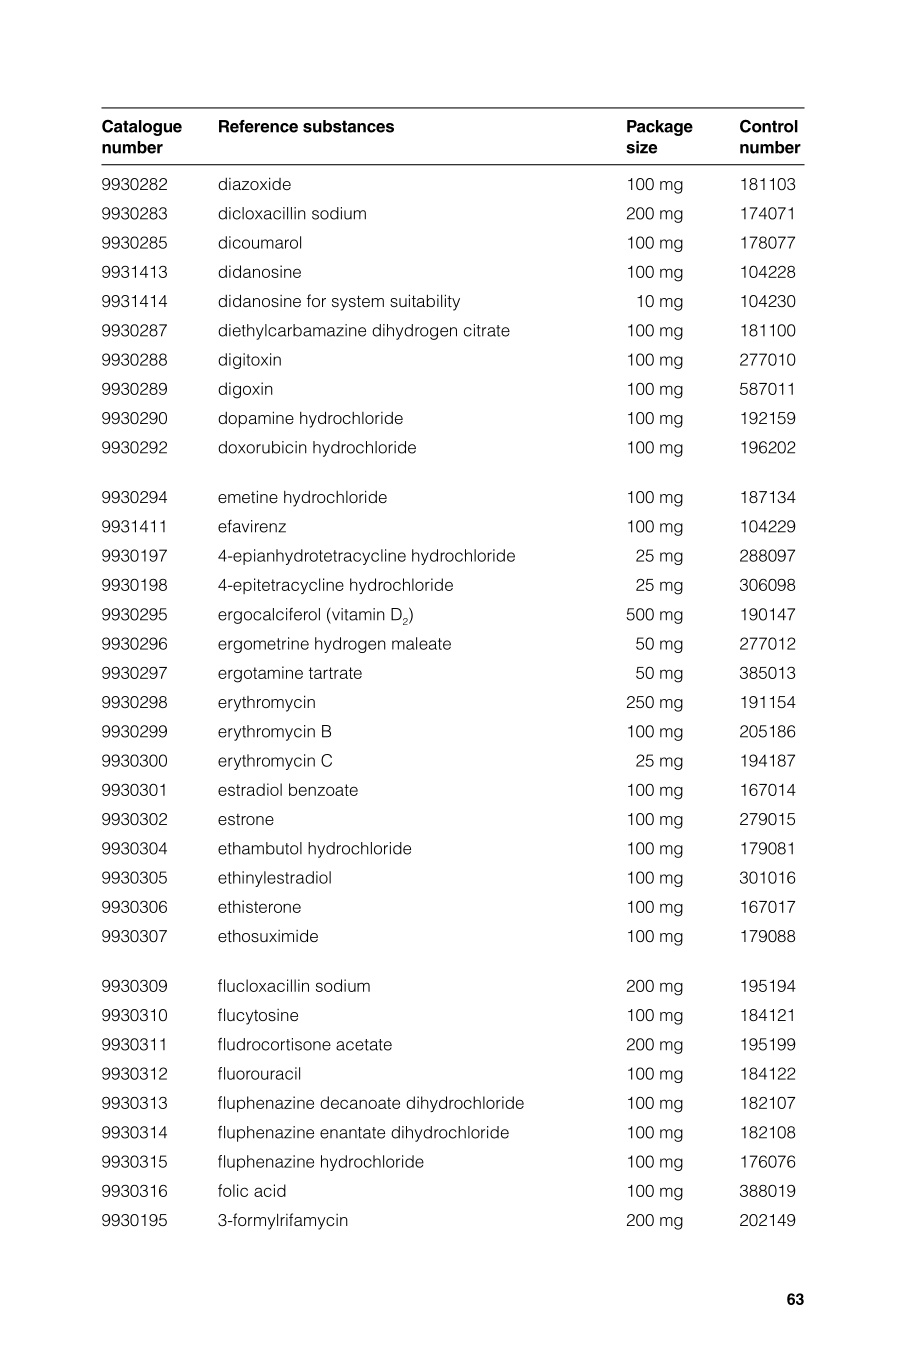 Catalogue number Reference substances Package size Control number
9930282 diazoxide 100 mg 181103
9930283 dicloxacillin sodium 200 mg 174071
9930285 dicoumarol 100 mg 178077
9931413 didanosine 100 mg 104228
9931414 didanosine for system suitability 10 mg 104230
9930287 diethylcarbamazine dihydrogen citrate 100 mg 181100
9930288 digitoxin 100 mg 277010
9930289 digoxin 100 mg 587011
9930290 dopamine hydrochloride 100 mg 192159
9930292 doxorubicin hydrochloride 100 mg 196202
9930294 emetine hydrochloride 100 mg 187134
9931411 efavirenz 100 mg 104229
9930197 4-epianhydrotetracycline hydrochloride 25 mg 288097
9930198 4-epitetracycline hydrochloride 25 mg 306098
9930295 ergocalciferol (vitamin D₂) 500 mg 190147
9930296 ergometrine hydrogen maleate 50 mg 277012
9930297 ergotamine tartrate 50 mg 385013
9930298 erythromycin 250 mg 191154
9930299 erythromycin B 100 mg 205186
9930300 erythromycin C 25 mg 194187
9930301 estradiol benzoate 100 mg 167014
9930302 estrone 100 mg 279015
9930304 ethambutol hydrochloride 100 mg 179081
9930305 ethinylestradiol 100 mg 301016
9930306 ethisterone 100 mg 167017
9930307 ethosuximide 100 mg 179088
9930309 flucloxacillin sodium 200 mg 195194
9930310 flucytosine 100 mg 184121
9930311 fludrocortisone acetate 200 mg 195199
9930312 fluorouracil 100 mg 184122
9930313 fluphenazine decanoate dihydrochloride 100 mg 182107
9930314 fluphenazine enantate dihydrochloride 100 mg 182108
9930315 fluphenazine hydrochloride 100 mg 176076
9930316 folic acid 100 mg 388019
9930195 3-formylrifamycin 200 mg 202149
63